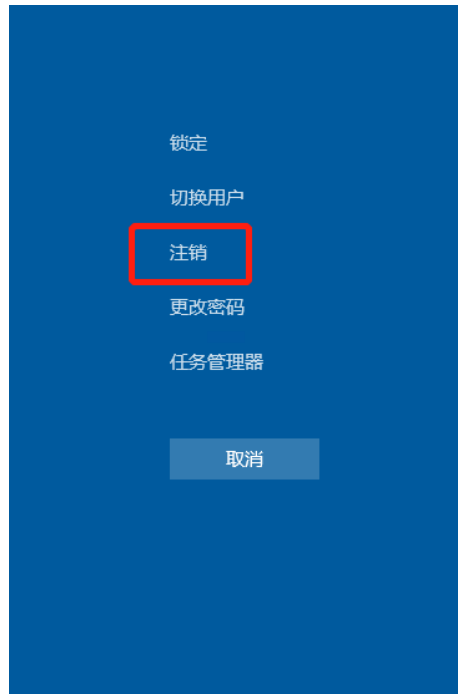 锁定
切换用户
注销
更改密码
任务管理器
取消